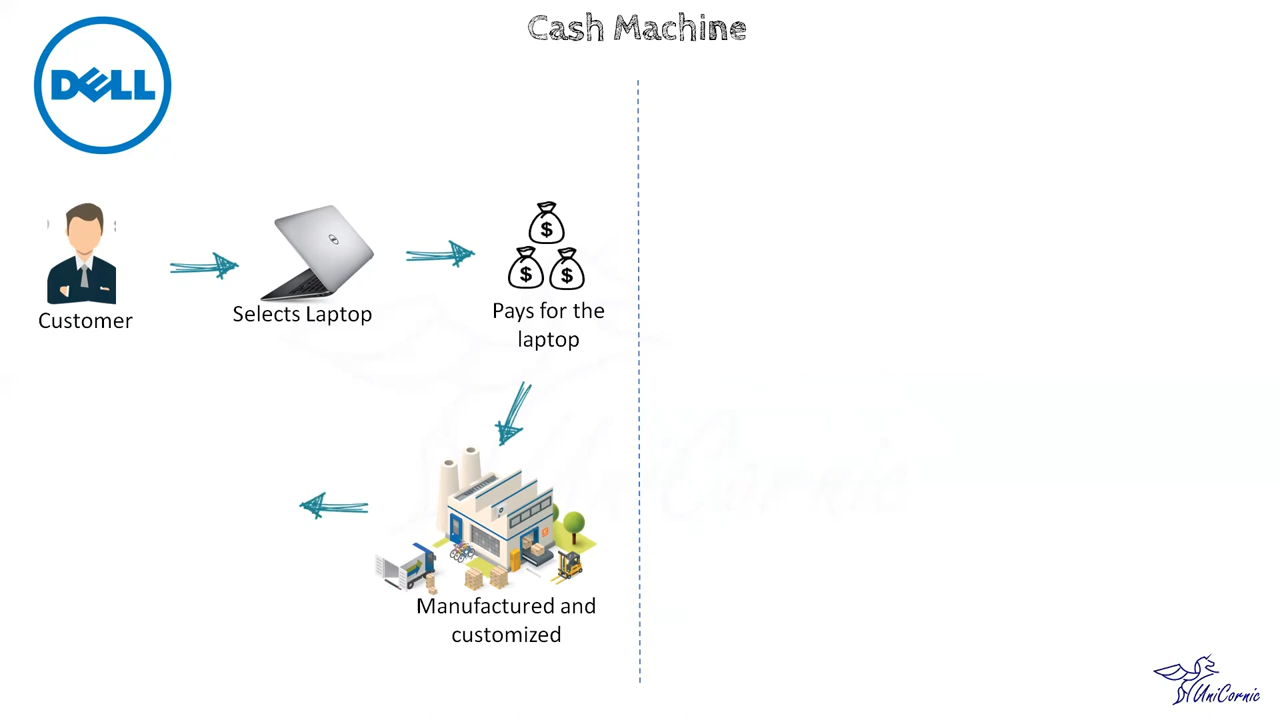 Cash Machine
DELL
Customer
Selects Laptop
Pays for the
laptop
Manufactured and
customized
UniCornic